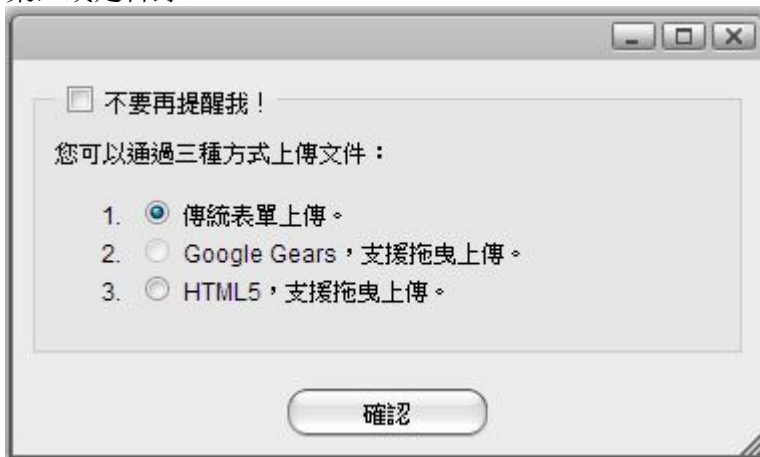 不要再提醒我！
您可以通過三種方式上傳文件：
1. 傳統表單上傳。
2. Google Gears，支援拖曳上傳。
3. HTML5，支援拖曳上傳。
確認